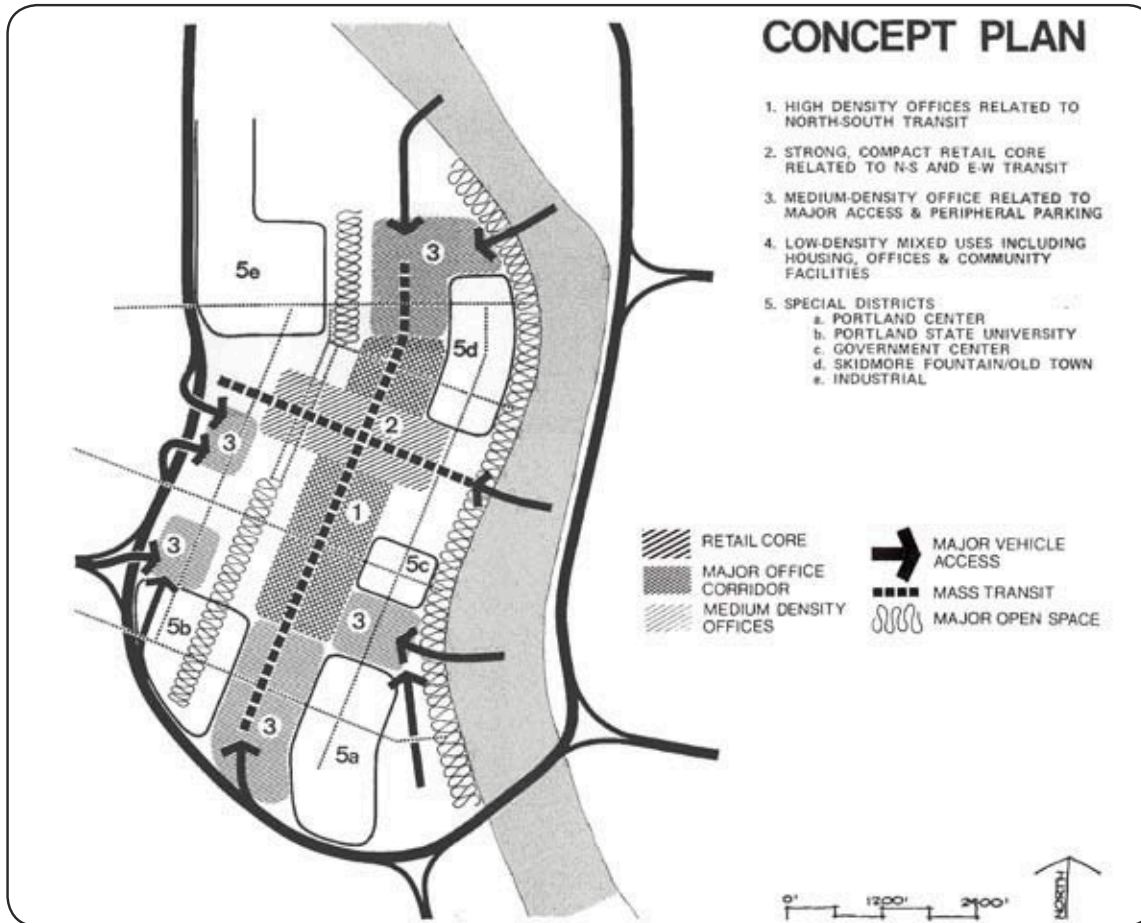 CONCEPT PLAN
1. HIGH DENSITY OFFICES RELATED TO
NORTH-SOUTH TRANSIT
2. STRONG, COMPACT RETAIL CORE
RELATED TO N-S AND E-W TRANSIT
3. MEDIUM-DENSITY OFFICE RELATED TO
MAJOR ACCESS & PERIPHERAL PARKING
4. LOW-DENSITY MIXED USES INCLUDING
HOUSING, OFFICES & COMMUNITY
FACILITIES
5. SPECIAL DISTRICTS
a. PORTLAND CENTER
b. PORTLAND STATE UNIVERSITY
c. GOVERNMENT CENTER
d. SKIDMORE FOUNTAIN/OLD TOWN
e. INDUSTRIAL
3
5e
5d
2
3
1
3
5c
3
5b
3
5a
RETAIL CORE
MAJOR OFFICE
CORRIDOR
MEDIUM DENSITY
OFFICES
MAJOR VEHICLE
ACCESS
MASS TRANSIT
MAJOR OPEN SPACE
0' 1200' 2400'
NORTH